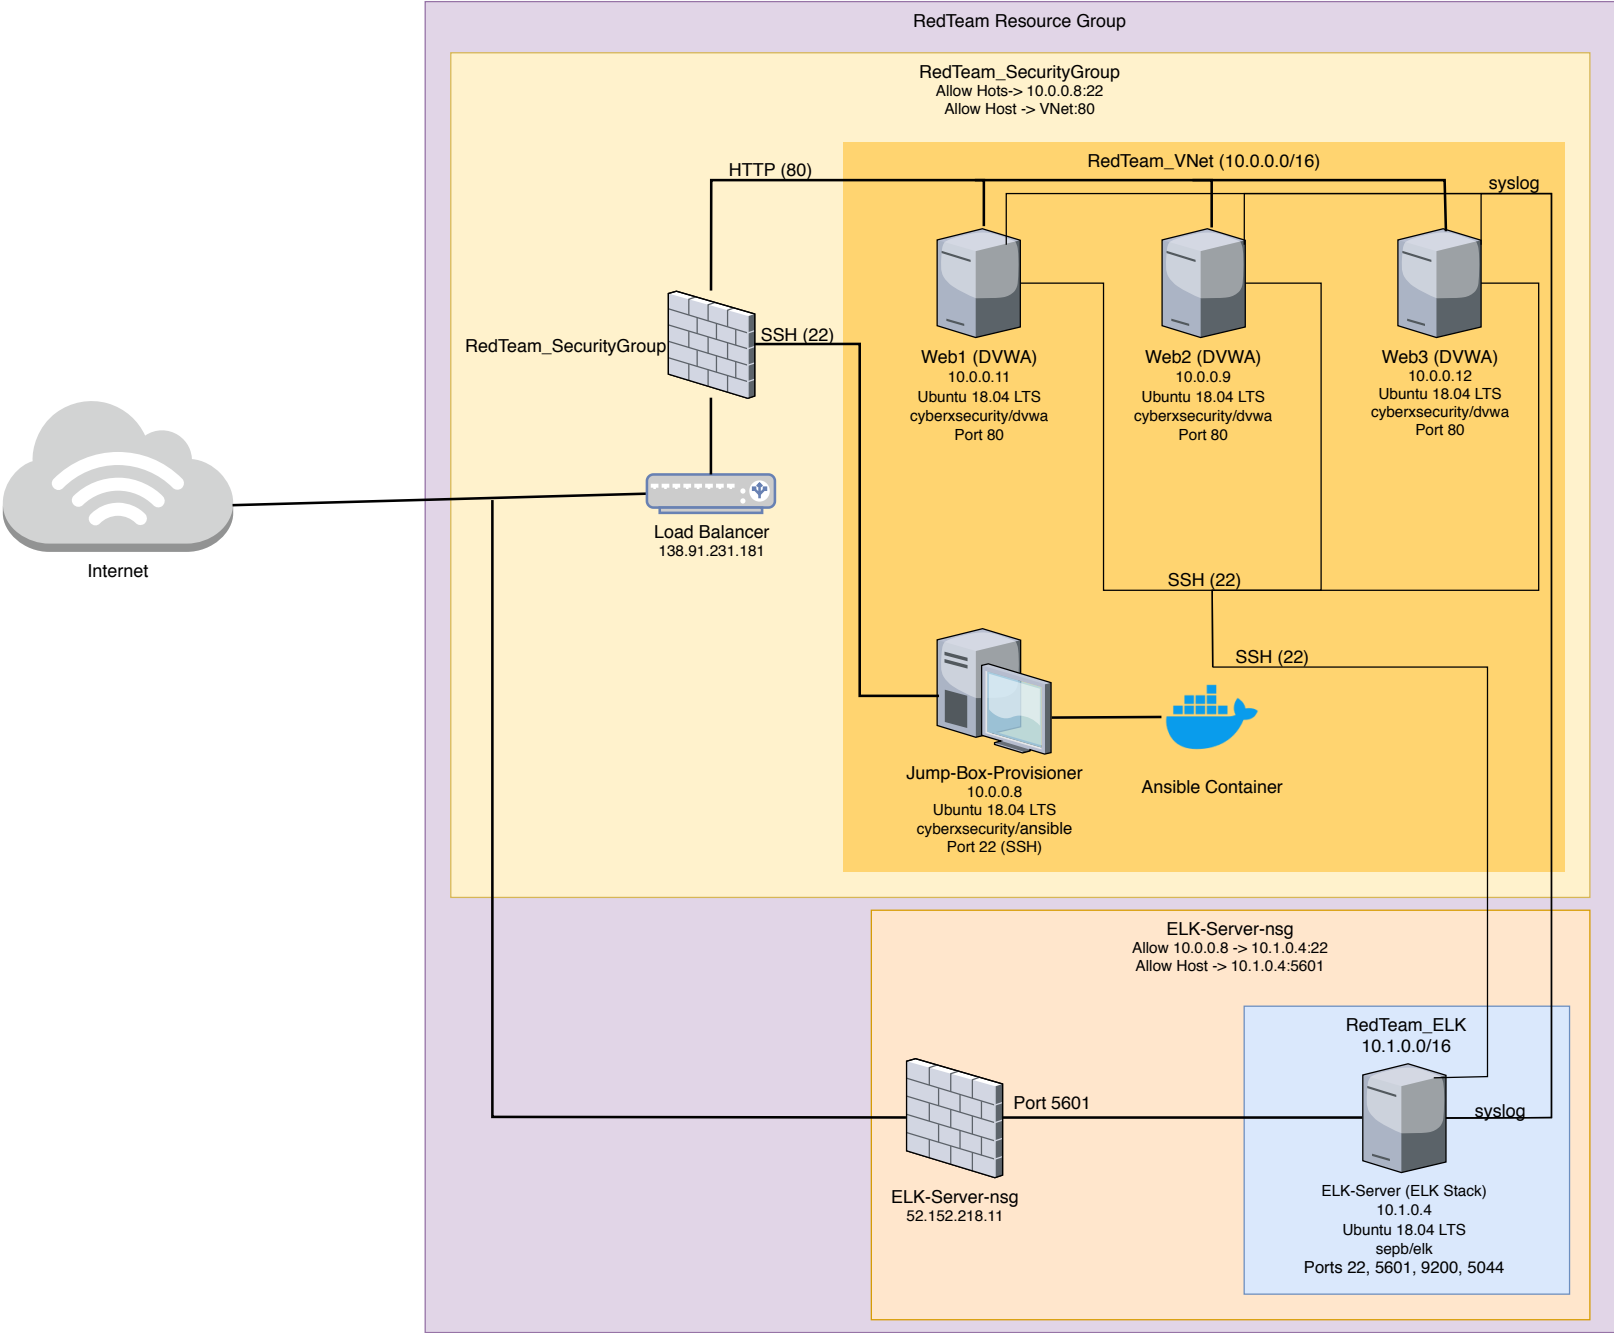 RedTeam Resource Group
RedTeam_SecurityGroup
Allow Hots-> 10.0.0.8:22
Allow Host -> VNet:80
RedTeam_VNet (10.0.0.0/16)
HTTP (80)
syslog
SSH (22)
RedTeam_SecurityGroup
Web1 (DVWA)
10.0.0.11
Ubuntu 18.04 LTS
cyberxsecurity/dvwa
Port 80
Web2 (DVWA)
10.0.0.9
Ubuntu 18.04 LTS
cyberxsecurity/dvwa
Port 80
Web3 (DVWA)
10.0.0.12
Ubuntu 18.04 LTS
cyberxsecurity/dvwa
Port 80
Load Balancer
138.91.231.181
Internet
SSH (22)
SSH (22)
Jump-Box-Provisioner
10.0.0.8
Ubuntu 18.04 LTS
cyberxsecurity/ansible
Port 22 (SSH)
Ansible Container
ELK-Server-nsg
Allow 10.0.0.8 -> 10.1.0.4:22
Allow Host -> 10.1.0.4:5601
RedTeam_ELK
10.1.0.0/16
Port 5601
syslog
ELK-Server-nsg
52.152.218.11
ELK-Server (ELK Stack)
10.1.0.4
Ubuntu 18.04 LTS
sepb/elk
Ports 22, 5601, 9200, 5044